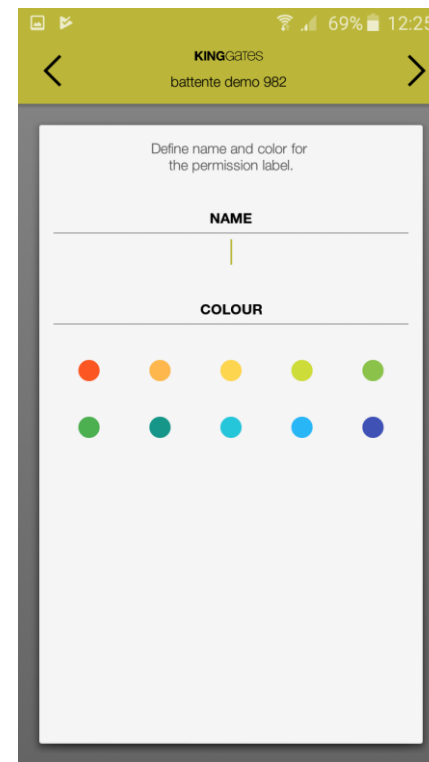 69% 12:25
KINGGATES
battente demo 982
Define name and color for
the permission label.
NAME
COLOUR